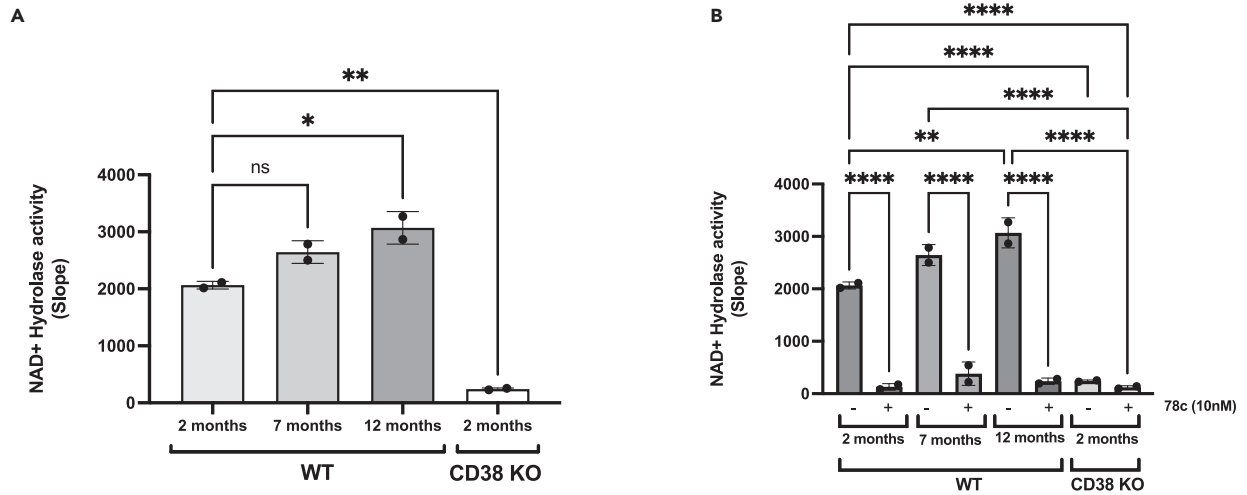 A
**
*
ns
NAD+ Hydrolase activity
(Slope)
4000
3000
2000
1000
0
2 months 7 months 12 months 2 months
WT CD38 KO
B
****
****
****
** ****
**** **** ****
NAD+ Hydrolase activity
(Slope)
4000
3000
2000
1000
0
- + - + - + - + 78c (10nM)
2 months 7 months 12 months 2 months
WT CD38 KO